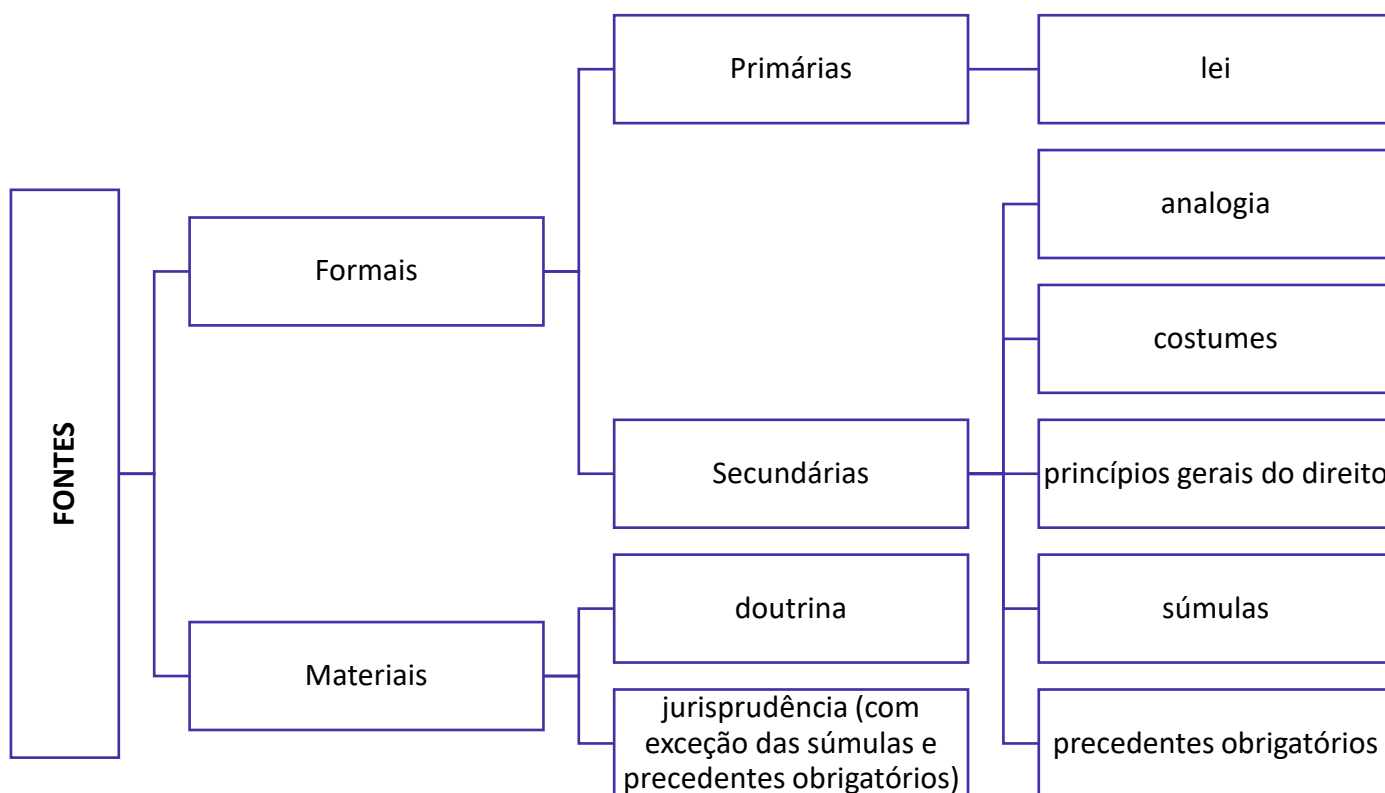 FONTES
Formais
Primárias
lei
Secundárias
analogia
costumes
princípios gerais do direito
súmulas
precedentes obrigatórios
Materiais
doutrina
jurisprudência (com
exceção das súmulas e
precedentes obrigatórios)